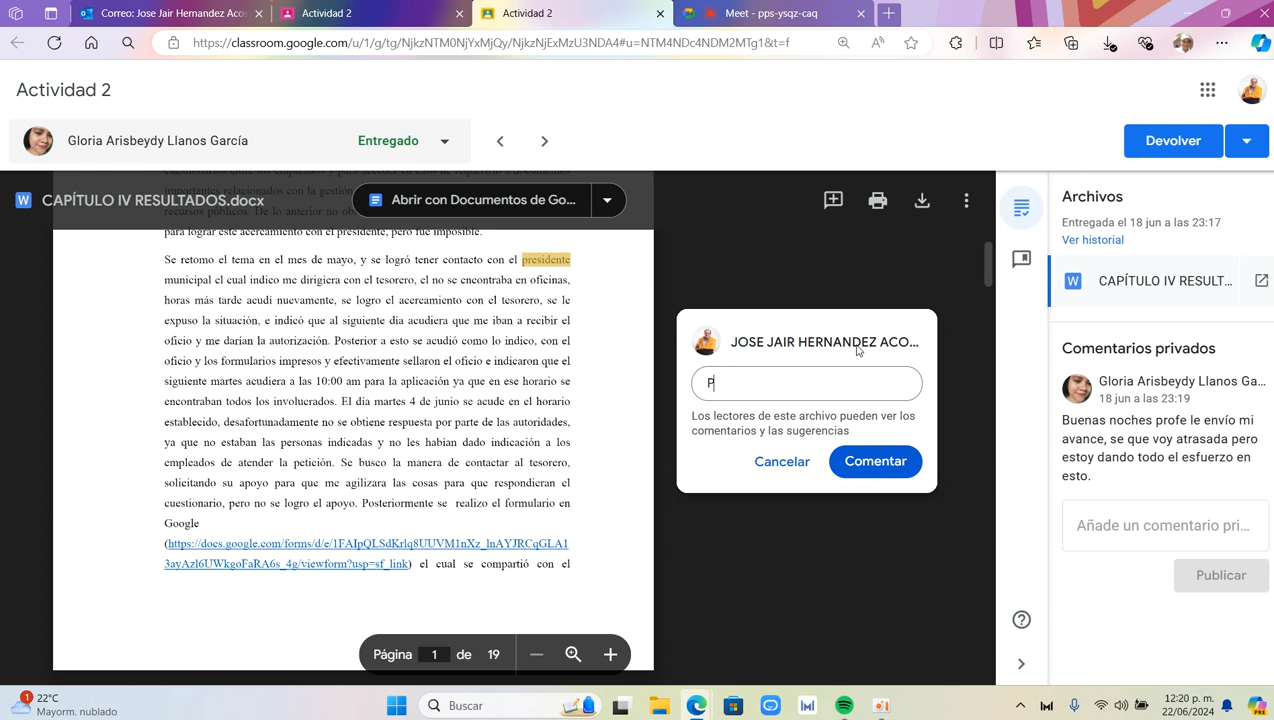 Correo: Jose Jair Hernandez Aco:
Actividad 2
Actividad 2
Meet - pps-ysqz-caq
https://classroom.google.com/u/1/g/tg/NjkzNTM0NjYxMjQy/NjkzNjExMzU3NDA4#u=NTM4NDc4NDM2MTg1&t=f
Actividad 2
Gloria Arisbeydy Llanos García
Entregado
Devolver
CAPÍTULO IV RESULTADOS.docx
Abrir con Documentos de Go...
importantes relacionados con la gestión
recursos públicos. De lo anterior no ob
para lograr este acercamiento con el presidente, pero fue imposible.
Se retomo el tema en el mes de mayo, y se logró tener contacto con el presidente
municipal el cual indico me dirigiera con el tesorero, el no se encontraba en oficinas,
horas más tarde acudí nuevamente, se logro el acercamiento con el tesorero, se le
expuso la situación, e indicó que al siguiente día acudiera que me iban a recibir el
oficio y me darían la autorización. Posterior a esto se acudió como lo indico, con el
oficio y los formularios impresos y efectivamente sellaron el oficio e indicaron que el
siguiente martes acudiera a las 10:00 am para la aplicación ya que en ese horario se
encontraban todos los involucrados. El día martes 4 de junio se acude en el horario
establecido, desafortunadamente no se obtiene respuesta por parte de las autoridades,
ya que no estaban las personas indicadas y no les habían dado indicación a los
empleados de atender la petición. Se busco la manera de contactar al tesorero,
solicitando su apoyo para que me agilizara las cosas para que respondieran el
cuestionario, pero no se logro el apoyo. Posteriormente se realizo el formulario en
Google
(https://docs.google.com/forms/d/e/1FAIpQLSdKrlq8UUVM1nXz_lnAYJRCqGLA1
3ayAzl6UWkgoFaRA6s_4g/viewform?usp=sf_link) el cual se compartió con el
Página 1 de 19
JOSE JAIR HERNANDEZ ACO...
P
Los lectores de este archivo pueden ver los
comentarios y las sugerencias
Cancelar
Comentar
Archivos
Entregada el 18 jun a las 23:17
Ver historial
CAPÍTULO IV RESULT...
Comentarios privados
Gloria Arisbeydy Llanos Ga...
18 jun a las 23:19
Buenas noches profe le envío mi
avance, se que voy atrasada pero
estoy dando todo el esfuerzo en
esto.
Añade un comentario pri...
Publicar
1
22°C
Mayorm. nublado
Buscar
12:20 p. m.
22/06/2024